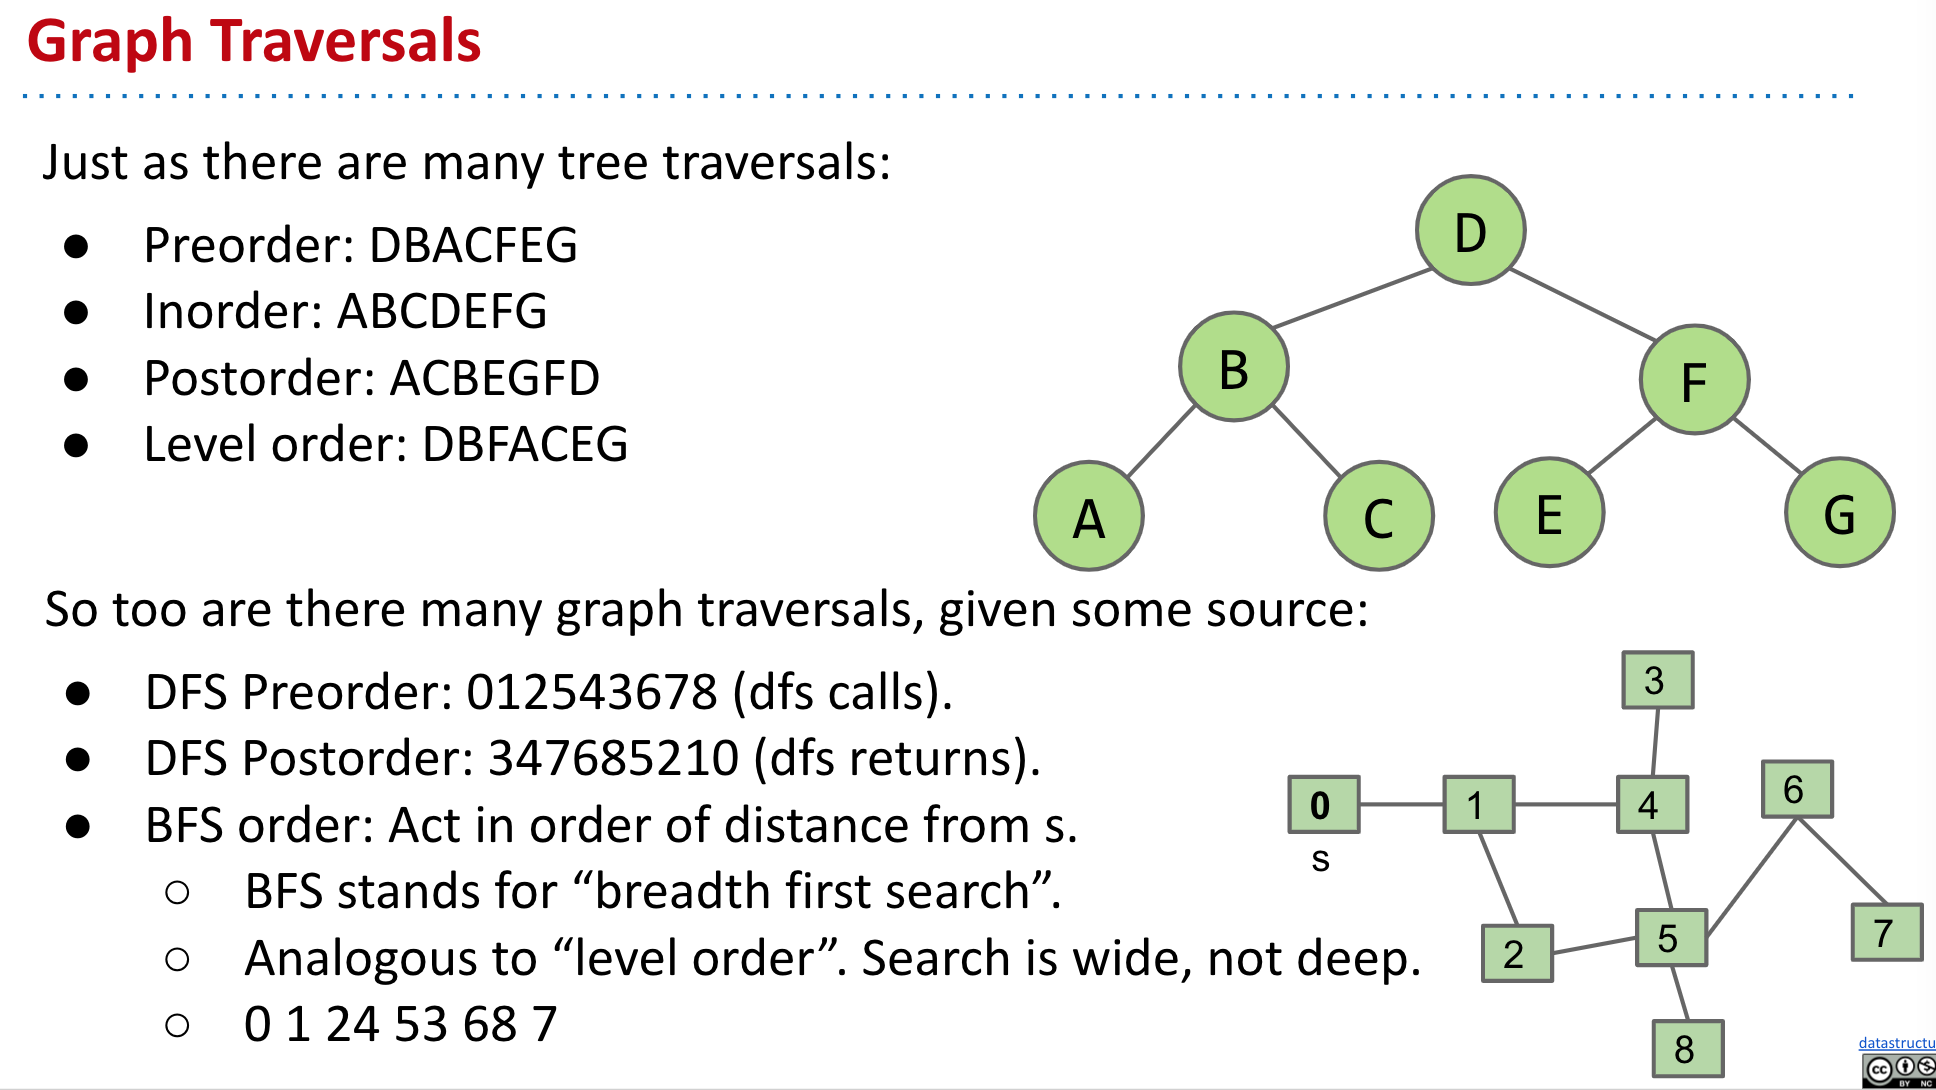 Graph Traversals
Just as there are many tree traversals:
● Preorder: DBACFEG
● Inorder: ABCDEFG
● Postorder: ACBEGFD
● Level order: DBFACEG
D
B
F
A
C
E
G
So too are there many graph traversals, given some source:
● DFS Preorder: 012543678 (dfs calls).
● DFS Postorder: 347685210 (dfs returns).
● BFS order: Act in order of distance from s.
○ BFS stands for “breadth first search”.
○ Analogous to “level order”. Search is wide, not deep.
○ 0 1 24 53 68 7
3
6
0
1
4
s
2
5
7
8
datastructu
cc
BY NC